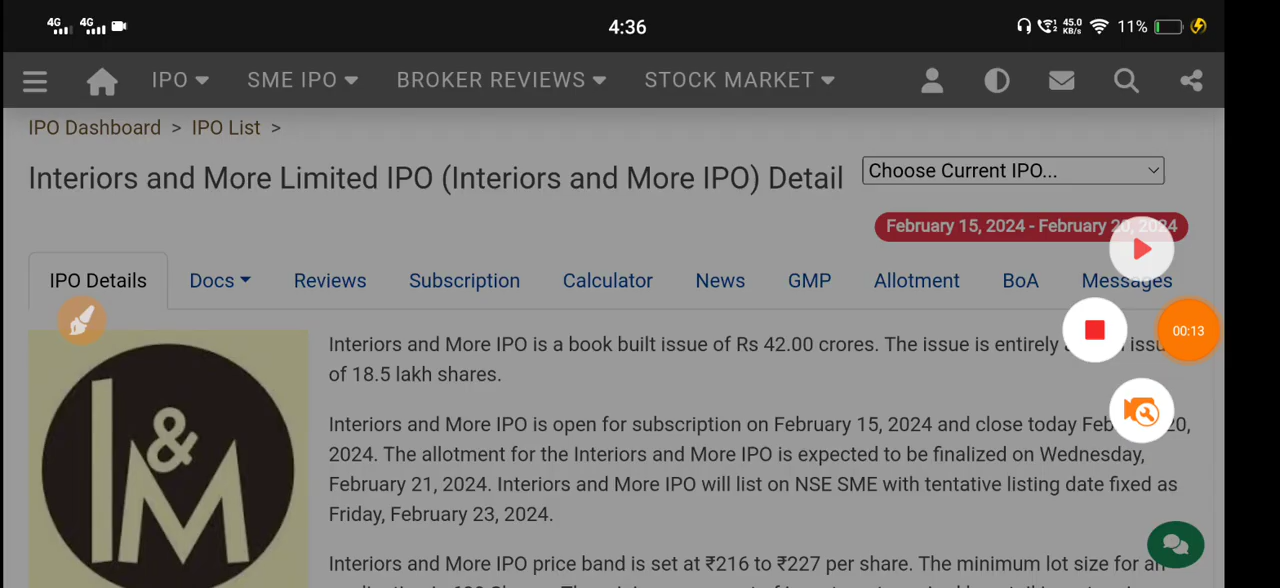 4G 4G 4:36 45.0 KB/s 11%
IPO SME IPO BROKER REVIEWS STOCK MARKET
IPO Dashboard > IPO List >
Interiors and More Limited IPO (Interiors and More IPO) Detail
Choose Current IPO...
February 15, 2024 - February 20, 2024
IPO Details Docs Reviews Subscription Calculator News GMP Allotment BoA Messages
00:13
I&M
Interiors and More IPO is a book built issue of Rs 42.00 crores. The issue is entirely
of 18.5 lakh shares.
Interiors and More IPO is open for subscription on February 15, 2024 and close today 20,
2024. The allotment for the Interiors and More IPO is expected to be finalized on Wednesday,
February 21, 2024. Interiors and More IPO will list on NSE SME with tentative listing date fixed as
Friday, February 23, 2024.
Interiors and More IPO price band is set at ₹216 to ₹227 per share. The minimum lot size for an